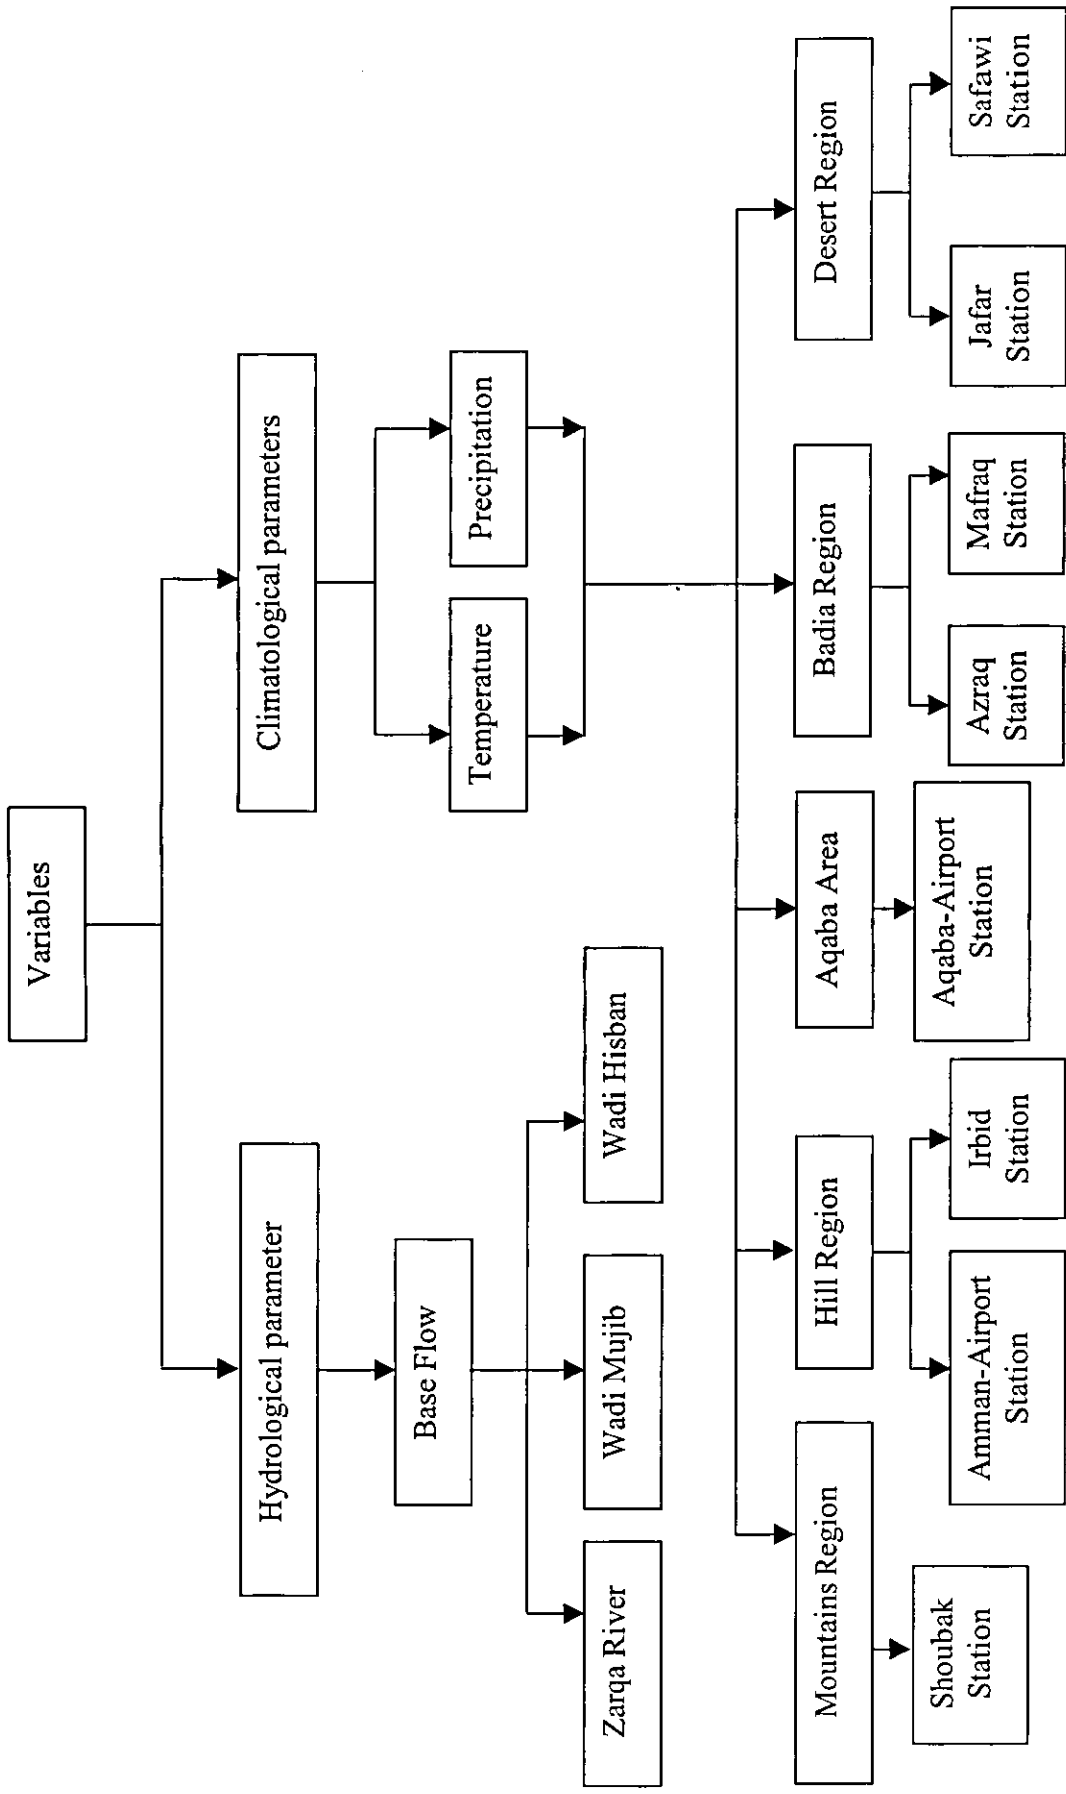 Variables
Hydrological parameter
Climatological parameters
Base Flow
Temperature
Precipitation
Zarqa River
Wadi Mujib
Wadi Hisban
Mountains Region
Hill Region
Aqaba Area
Badia Region
Desert Region
Shoubak
Station
Amman-Airport
Station
Irbid
Station
Aqaba-Airport
Station
Azraq
Station
Mafraq
Station
Jafar
Station
Safawi
Station